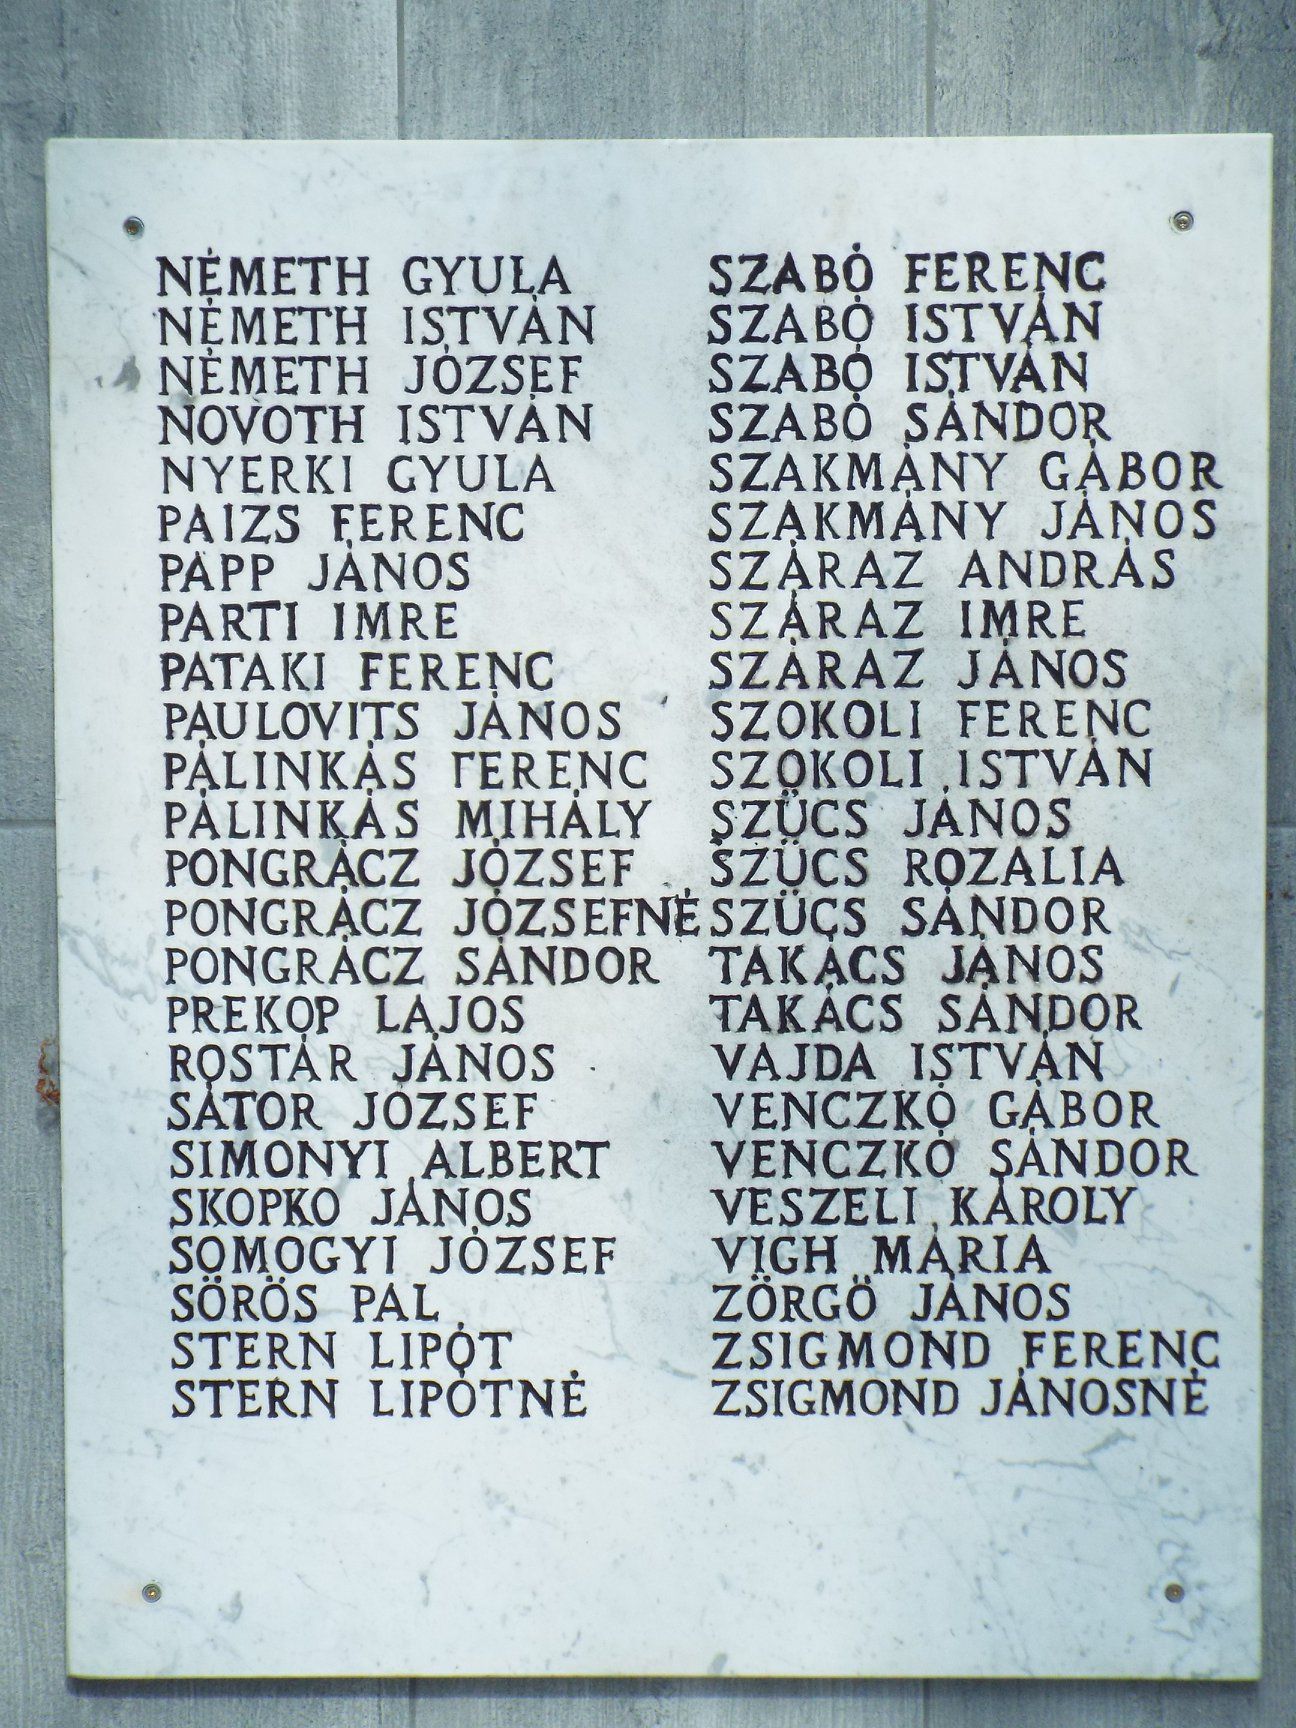 NÉMETH GYULA
NÉMETH ISTVÁN
NÉMETH JÓZSEF
NOVOTH ISTVÁN
NYERKI GYULA
PAIZS FERENC
PÁPP JÁNOS
PARTI IMRE
PATAKI FERENC
PAULOVITS JÁNOS
PÁLINKÁS FERENC
PÁLINKÁS MIHÁLY
PONGRÁCZ JÓZSEF
PONGRÁCZ JÓZSEFNÉ
PONGRÁCZ SÁNDOR
PREKOP LAJOS
ROSTÁR JÁNOS
SÁTOR JÓZSEF
SIMONYI ALBERT
SKOPKO JÁNOS
SOMOGYI JÓZSEF
SÖRÖS PÁL
STERN LIPÓT
STERN LIPÓTNÉ
SZABÓ FERENC
SZABÓ ISTVÁN
SZABÓ ISTVÁN
SZABÓ SÁNDOR
SZAKMÁNY GÁBOR
SZAKMÁNY JÁNOS
SZÁRAZ ANDRÁS
SZÁRAZ IMRE
SZÁRAZ JÁNOS
SZOKOLI FERENC
SZOKOLI ISTVÁN
SZÜCS JÁNOS
SZÜCS ROZALIA
SZÜCS SÁNDOR
TAKÁCS JÁNOS
TAKÁCS SÁNDOR
VAJDA ISTVÁN
VENCZKÓ GÁBOR
VENCZKÓ SÁNDOR
VESZELI KÁROLY
VIGH MÁRIA
ZÖRGÖ JÁNOS
ZSIGMOND FERENC
ZSIGMOND JÁNOSNÉ